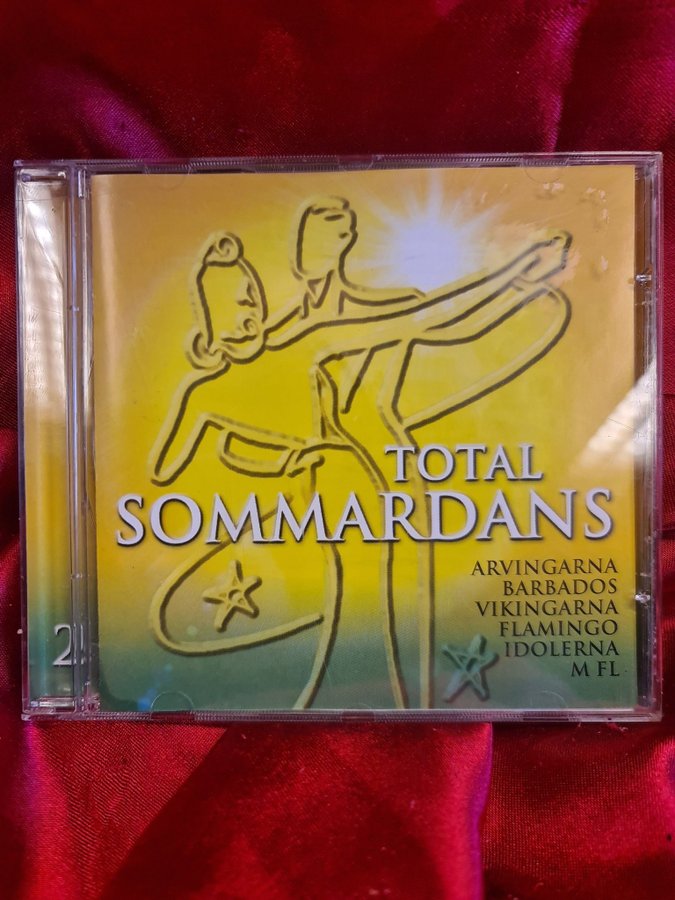 TOTAL
SOMMARDANS
ARVINGARNA
BARBADOS
VIKINGARNA
FLAMINGO
IDOLERNA
M FL
2